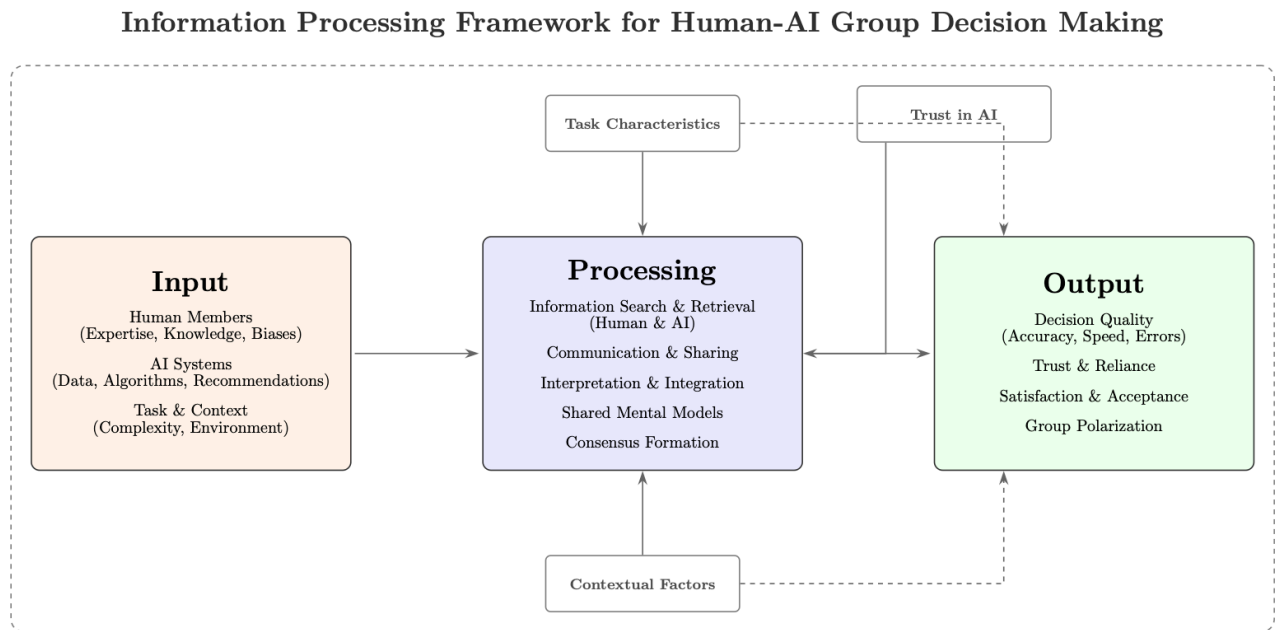 Information Processing Framework for Human-AI Group Decision Making
Task Characteristics
Trust in AI
Input
Human Members
(Expertise, Knowledge, Biases)
AI Systems
(Data, Algorithms, Recommendations)
Task & Context
(Complexity, Environment)
Processing
Information Search & Retrieval
(Human & AI)
Communication & Sharing
Interpretation & Integration
Shared Mental Models
Consensus Formation
Output
Decision Quality
(Accuracy, Speed, Errors)
Trust & Reliance
Satisfaction & Acceptance
Group Polarization
Contextual Factors